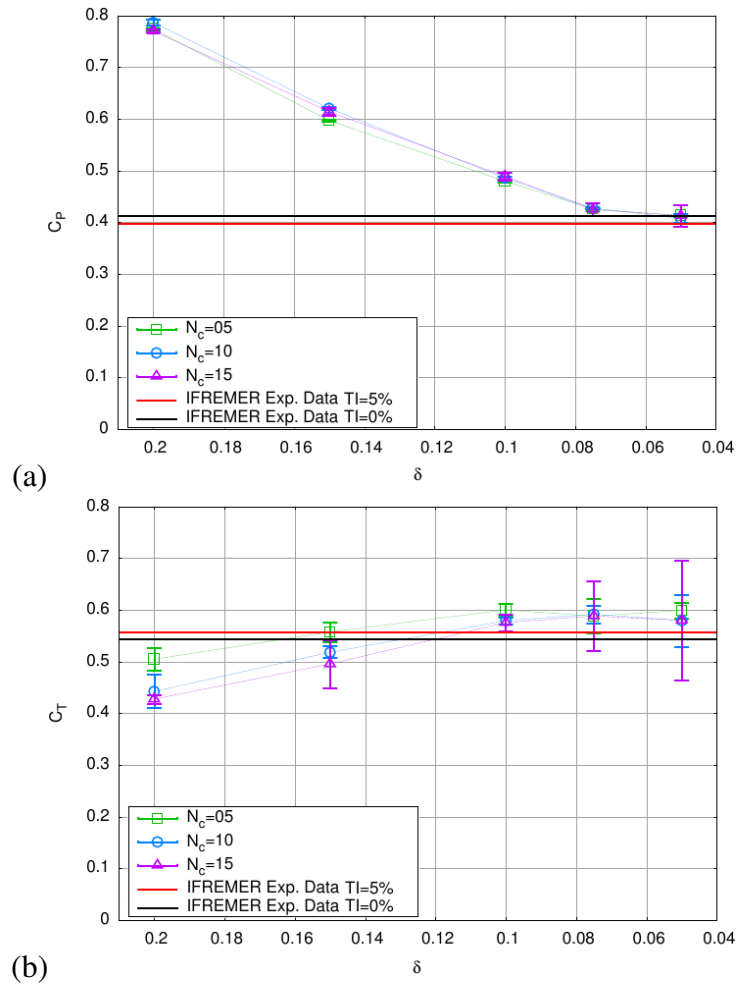 0.8
0.7
0.6
0.5
0.4
0.3
0.2
0.1
0
C_P
N_c=05
N_c=10
N_c=15
IFREMER Exp. Data TI=5%
IFREMER Exp. Data TI=0%
0.2 0.18 0.16 0.14 0.12 0.1 0.08 0.06 0.04
δ
(a)
0.8
0.7
0.6
0.5
0.4
0.3
0.2
0.1
0
C_T
N_c=05
N_c=10
N_c=15
IFREMER Exp. Data TI=5%
IFREMER Exp. Data TI=0%
0.2 0.18 0.16 0.14 0.12 0.1 0.08 0.06 0.04
δ
(b)